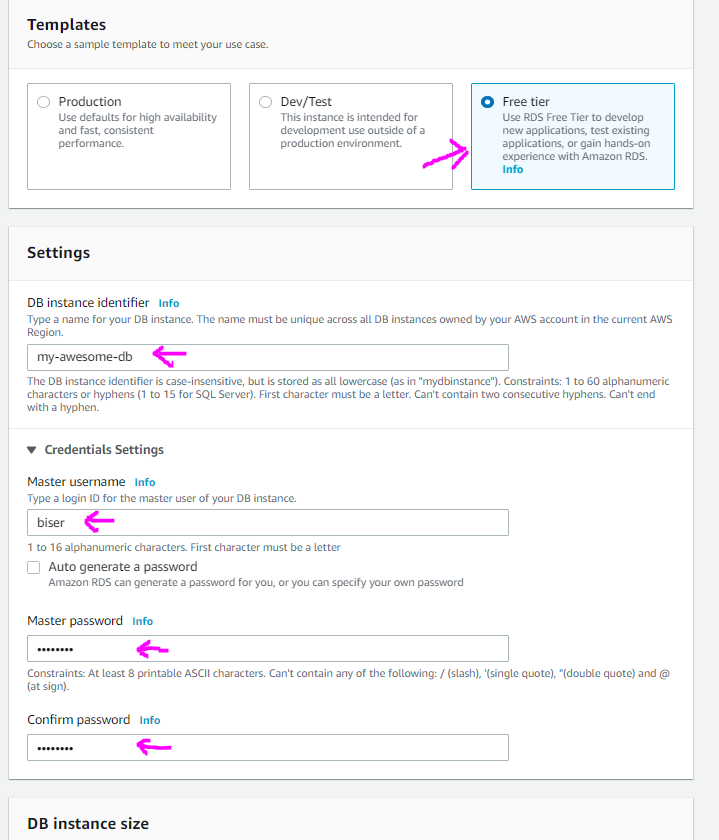 Templates
Choose a sample template to meet your use case.
Production
Use defaults for high availability
and fast, consistent
performance.
Dev/Test
This instance is intended for
development use outside of a
production environment.
Free tier
Use RDS Free Tier to develop
new applications, test existing
applications, or gain hands-on
experience with Amazon RDS.
Info
Settings
DB instance identifier Info
Type a name for your DB instance. The name must be unique across all DB instances owned by your AWS account in the current AWS
Region.
my-awesome-db
The DB instance identifier is case-insensitive, but is stored as all lowercase (as in "mydbinstance"). Constraints: 1 to 60 alphanumeric
characters or hyphens (1 to 15 for SQL Server). First character must be a letter. Can't contain two consecutive hyphens. Can't end
with a hyphen.
Credentials Settings
Master username Info
Type a login ID for the master user of your DB instance.
biser
1 to 16 alphanumeric characters. First character must be a letter
Auto generate a password
Amazon RDS can generate a password for you, or you can specify your own password
Master password Info
••••••••
Constraints: At least 8 printable ASCII characters. Can't contain any of the following: / (slash), '(single quote), "(double quote) and @
(at sign).
Confirm password Info
••••••••
DB instance size